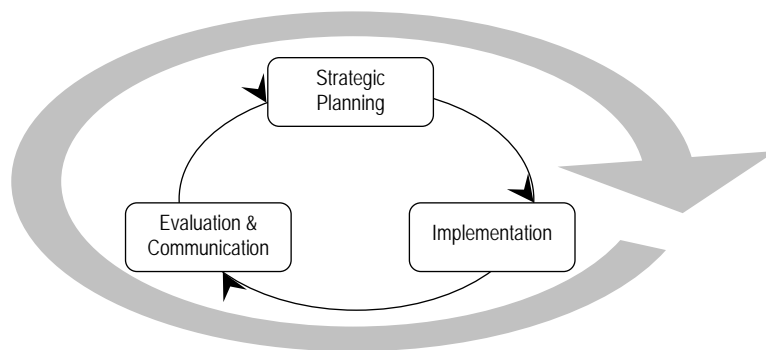 Strategic
Planning
Evaluation &
Communication
Implementation